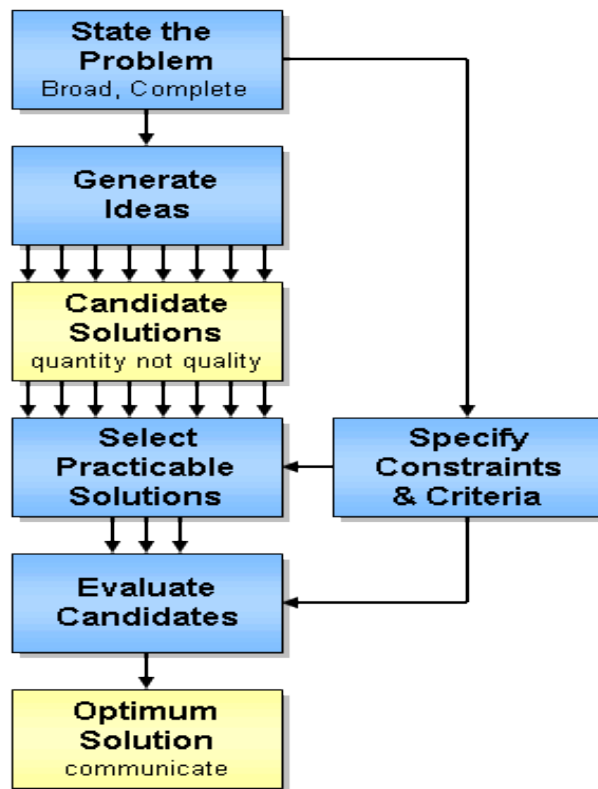 State the
Problem
Broad, Complete
Generate
Ideas
Candidate
Solutions
quantity not quality
Select
Practicable
Solutions
Specify
Constraints
& Criteria
Evaluate
Candidates
Optimum
Solution
communicate